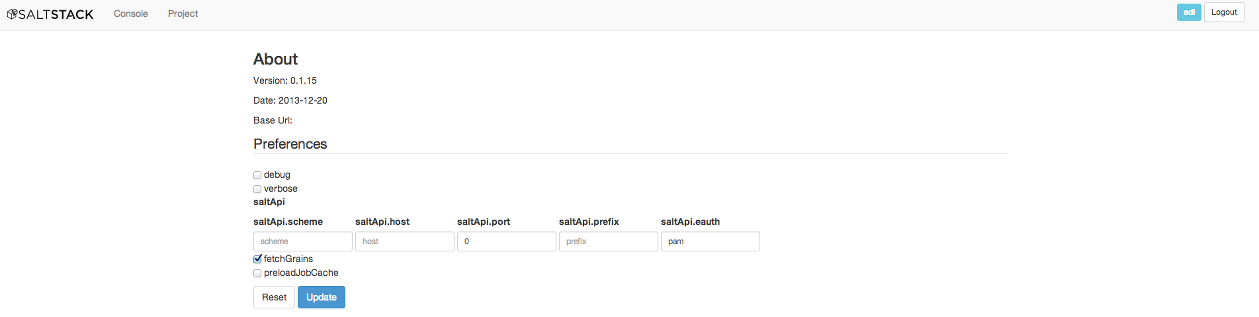 SALTSTACK Console Project adi Logout
About
Version: 0.1.15
Date: 2013-12-20
Base Url:
Preferences
debug
verbose
saltApi
saltApi.scheme saltApi.host saltApi.port saltApi.prefix saltApi.eauth
scheme host 0 prefix pam
fetchGrains
preloadJobCache
Reset Update